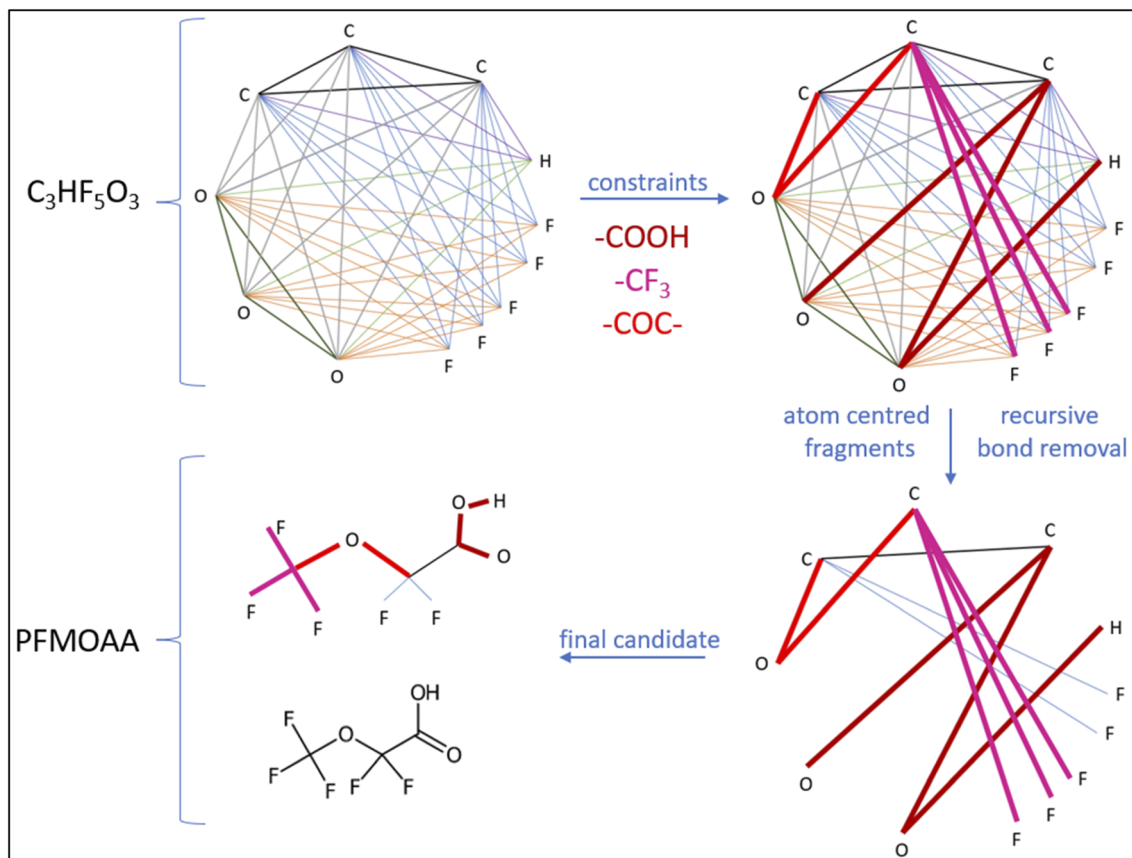 C
C
C
H
O
F
F
O
F
F
F
O
C₃HF₅O₃
constraints
-COOH
-CF₃
-COC-
C
C
C
H
O
F
F
O
F
F
F
O
atom centred
fragments
recursive
bond removal
C
C
C
H
O
F
F
O
F
F
F
O
final candidate
PFMOAA
O
H
F
O
O
F
F
F
F
OH
F
O
O
F
F
F
F